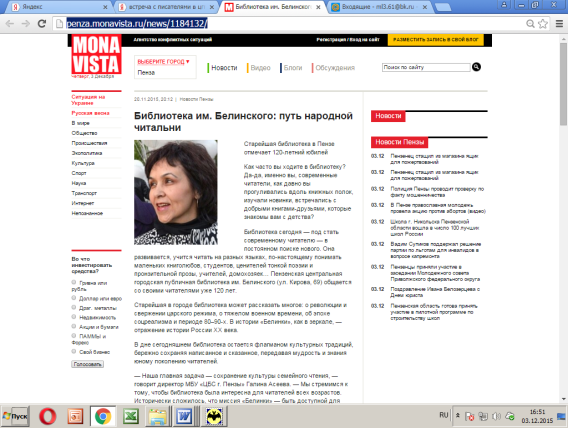 Яндекс
встреча с писателями в шк
Библиотека им. Белинског
Входящие - ml3.61@bk.ru
penza.monavista.ru/news/1184132/
MONA
VISTA
Четверг, 3 декабря
Агентство конфликтных ситуаций
Регистрация / Вход на сайт
РАЗМЕСТИТЬ ЗАПИСЬ В СВОЙ БЛОГ
ВЫБЕРИТЕ ГОРОД
Пенза
Новости
Видео
Блоги
Обсуждения
Поиск по сайту
Ситуация на
Украине
Русская весна
В мире
Общество
Происшествия
Экополитика
Культура
Спорт
Наука
Транспорт
Интернет
Непознанное
Во что
инвестировать
средства?
Гривна или
рубль
Доллар или евро
Драг. металлы
Недвижимость
Акции и бумаги
ПАММы и
Форекс
Свой бизнес
Голосовать
25.11.2015, 20:12 | Новости Пензы
Библиотека им. Белинского: путь народной
читальни
Старейшая библиотека в Пензе
отмечает 120-летний юбилей
Как часто вы ходите в библиотеку?
Да-да, именно вы, современные
читатели, как давно вы
прогуливались вдоль книжных полок,
изучали новинки, встречались с
добрыми книгами-друзьями, которые
знакомы вам с детства?
Библиотека сегодня — под стать
современному читателю — в
постоянном поиске нового. Она
развивается, учится читать на разных языках, по-настоящему понимать
маленьких книголюбов, студентов, ценителей тонкой поэзии и
пронзительной прозы, учителей, домохозяек… Пензенская центральная
городская публичная библиотека им. Белинского (ул. Кирова, 69) общается
со своими читателями уже 120 лет.
Старейшая в городе библиотека может рассказать многое: о революции и
свержении царского режима, о тяжелом военном времени, об эпохе
соцреализма и периоде 80–90-х. В истории «Белинки», как в зеркале, —
отражение истории России XX века.
В дне сегодняшнем библиотека остается флагманом культурных традиций,
бережно сохраняя написанное и сказанное, передавая мудрость и знания
юному поколению читателей.
— Наша главная задача — сохранение культуры семейного чтения, —
говорит директор МБУ «ЦБС г. Пензы» Галина Асеева. — Мы стремимся к
тому, чтобы библиотека была интересна для читателей всех возрастов.
Исторически сложилось, что миссия «Белинки» — быть доступной для
Новости
Новости Пензы
03.12 Пензенец стащил из магазина ящик
для пожертвований
03.12 Пензенец стащил из магазина ящик
для пожертвований
03.12 Полиция Пензы проводит проверку по
факту мошенничества
03.12 В Пензе православная молодежь
провела акцию против абортов (видео)
03.12 Школа г. Никольска Пензенской
области вошла в число 100 лучших
школ России
03.12 Вадим Супиков поддержал решение
партии по льготам для инвалидов в
вопросе капремонта
03.12 Пензенцы приняли участие в
заседании Молодежного совета
Приволжского федерального округа
03.12 Поздравление Ивана Белозерцева с
Днем юриста
03.12 Пензенская область готова принять
участие в пилотной программе по
строительству школ
Пуск
RU
16:51
03.12.2015